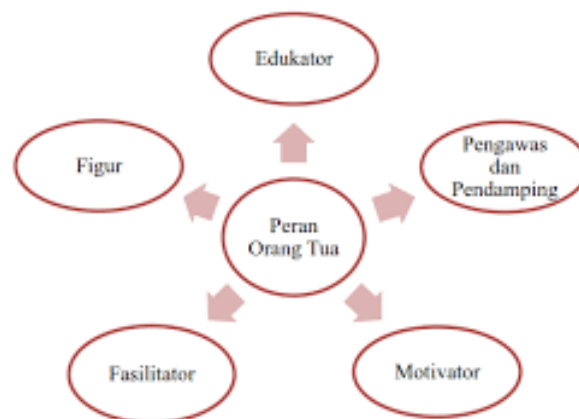 Edukator
Figur
Pengawas
dan
Pendamping
Peran
Orang Tua
Fasilitator
Motivator